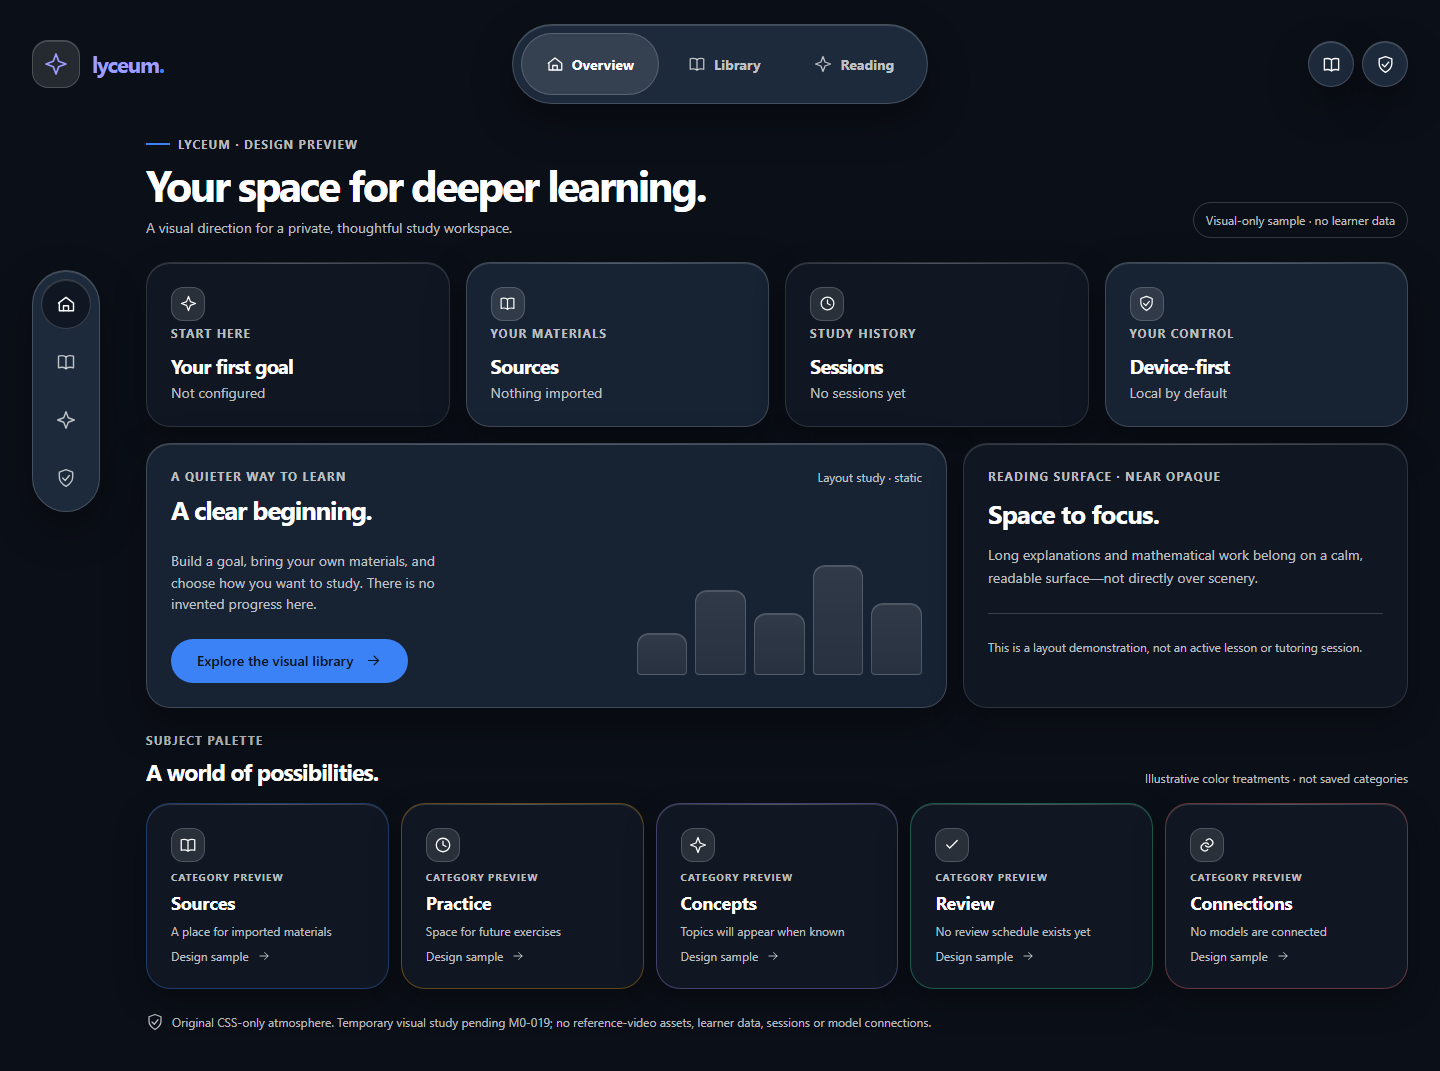 lyceum.
Overview
Library
Reading
LYCEUM · DESIGN PREVIEW
Your space for deeper learning.
A visual direction for a private, thoughtful study workspace.
Visual-only sample · no learner data
START HERE
Your first goal
Not configured
YOUR MATERIALS
Sources
Nothing imported
STUDY HISTORY
Sessions
No sessions yet
YOUR CONTROL
Device-first
Local by default
A QUIETER WAY TO LEARN
Layout study · static
A clear beginning.
Build a goal, bring your own materials, and
choose how you want to study. There is no
invented progress here.
Explore the visual library
READING SURFACE · NEAR OPAQUE
Space to focus.
Long explanations and mathematical work belong on a calm,
readable surface—not directly over scenery.
This is a layout demonstration, not an active lesson or tutoring session.
SUBJECT PALETTE
A world of possibilities.
Illustrative color treatments · not saved categories
CATEGORY PREVIEW
Sources
A place for imported materials
Design sample
CATEGORY PREVIEW
Practice
Space for future exercises
Design sample
CATEGORY PREVIEW
Concepts
Topics will appear when known
Design sample
CATEGORY PREVIEW
Review
No review schedule exists yet
Design sample
CATEGORY PREVIEW
Connections
No models are connected
Design sample
Original CSS-only atmosphere. Temporary visual study pending M0-019; no reference-video assets, learner data, sessions or model connections.